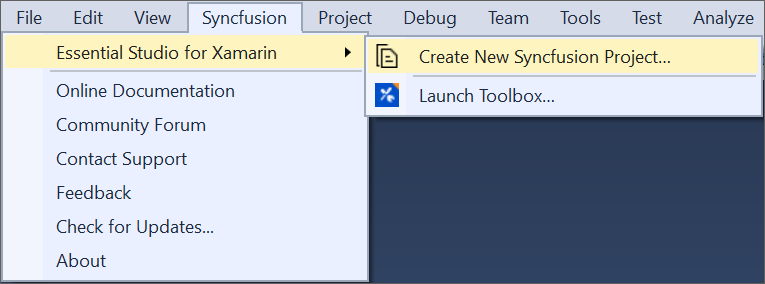 File Edit View Syncfusion Project Debug Team Tools Test Analyze
Essential Studio for Xamarin
Create New Syncfusion Project...
Online Documentation
Launch Toolbox...
Community Forum
Contact Support
Feedback
Check for Updates...
About